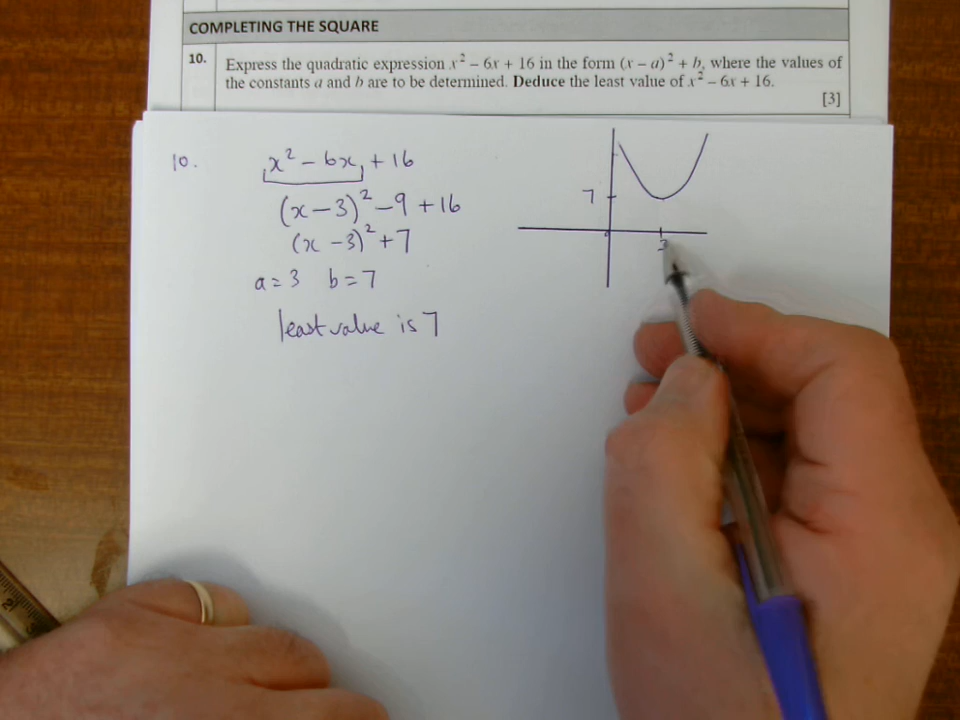 COMPLETING THE SQUARE
10. Express the quadratic expression x² − 6x + 16 in the form (x − a)² + b, where the values of
the constants a and b are to be determined. Deduce the least value of x² − 6x + 16.
[3]
10. x² − 6x + 16
(x − 3)² − 9 + 16
(x − 3)² + 7
a = 3 b = 7
least value is 7
7
3